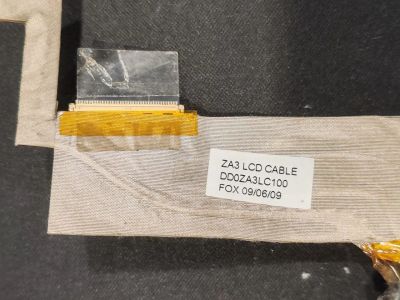 ZA3 LCD CABLE
DD0ZA3LC100
FOX 09/06/09